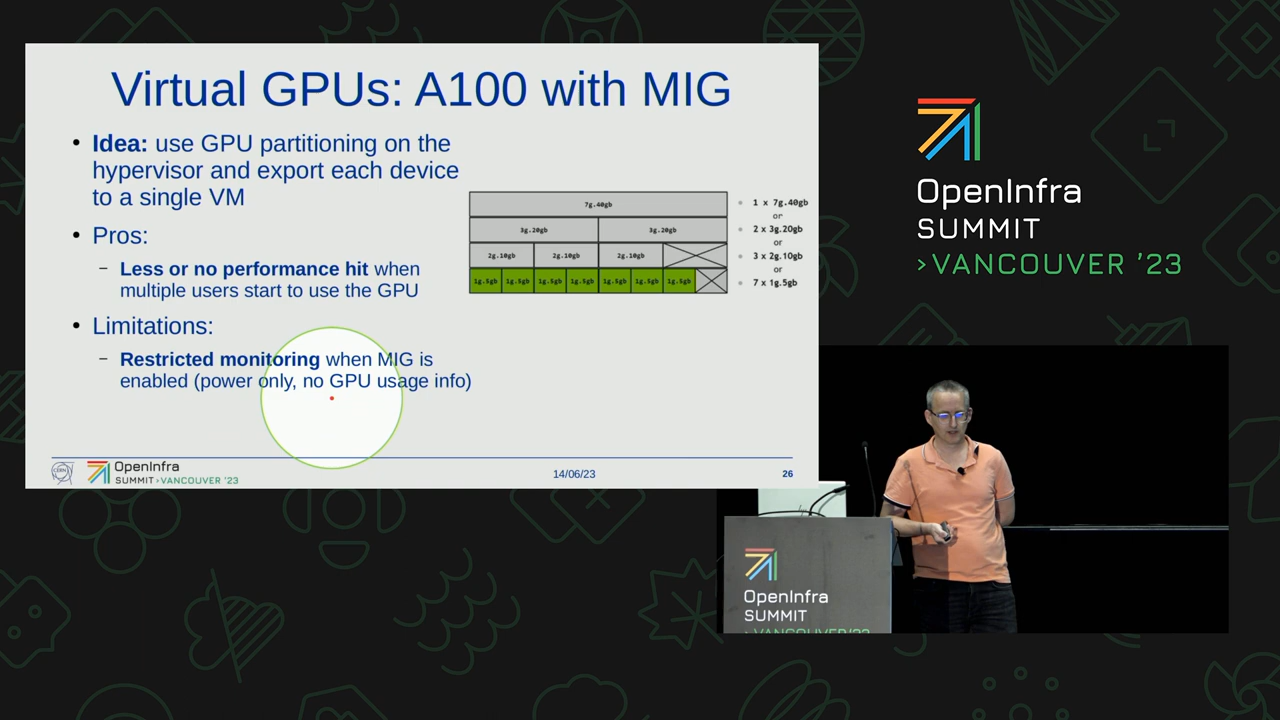 Virtual GPUs: A100 with MIG
Idea: use GPU partitioning on the
hypervisor and export each device
to a single VM
Pros:
– Less or no performance hit when
multiple users start to use the GPU
Limitations:
– Restricted monitoring when MIG is
enabled (power only, no GPU usage info)
7g.40gb
3g.20gb 3g.20gb
2g.10gb 2g.10gb 2g.10gb
1g.5gb 1g.5gb 1g.5gb 1g.5gb 1g.5gb 1g.5gb 1g.5gb
1 x 7g.40gb
or
2 x 3g.20gb
or
3 x 2g.10gb
or
7 x 1g.5gb
CERN
OpenInfra
SUMMIT›VANCOUVER '23
14/06/23
26
OpenInfra
SUMMIT
›VANCOUVER '23
OpenInfra
SUMMIT
›VANCOUVER'23